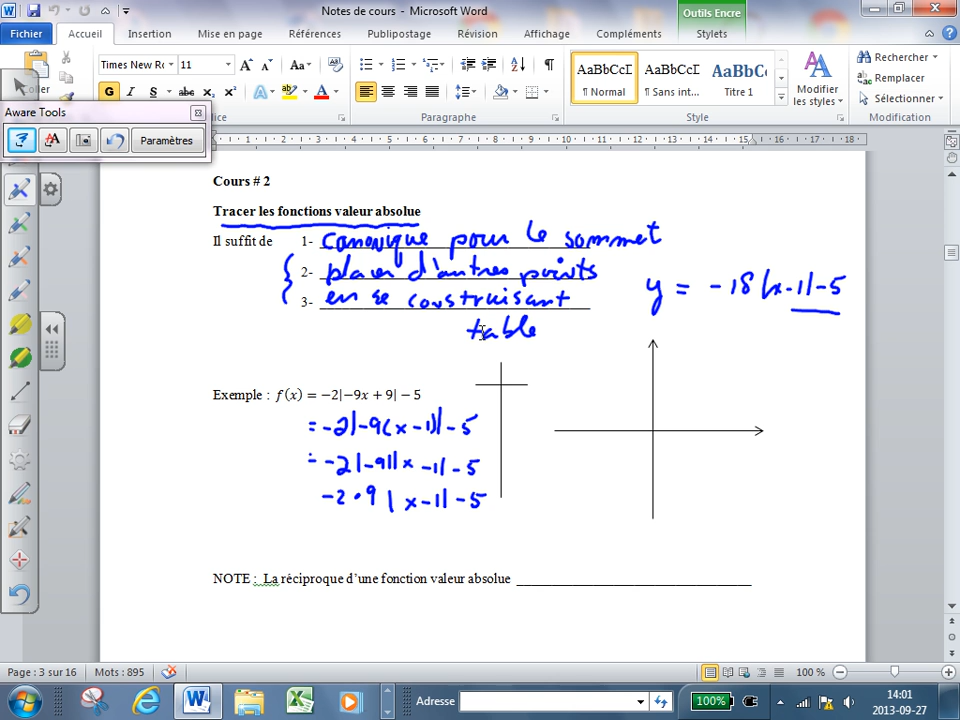 Notes de cours - Microsoft Word
Outils Encre
Fichier Accueil Insertion Mise en page Références Publipostage Révision Affichage Compléments Stylets
Times New Ro 11
Rechercher
Remplacer
Sélectionner
AaBbCcD AaBbCcD AaBbC
¶ Normal ¶ Sans int... Titre 1
Modifier les styles
Paragraphe Style Modification
Aware Tools
Paramètres
Cours # 2
Tracer les fonctions valeur absolue
Il suffit de 1- canonique pour le sommet
2- placer d'autres points
3- en se construisant
table
y = -18|x-1|-5
Exemple : f(x) = −2|−9x + 9| − 5
= -2|-9(x-1)|-5
= -2|-9||x-1|-5
-2•9|x-1|-5
NOTE : La réciproque d'une fonction valeur absolue
Page : 3 sur 16 Mots : 895 100 %
Adresse 100% 14:01
2013-09-27